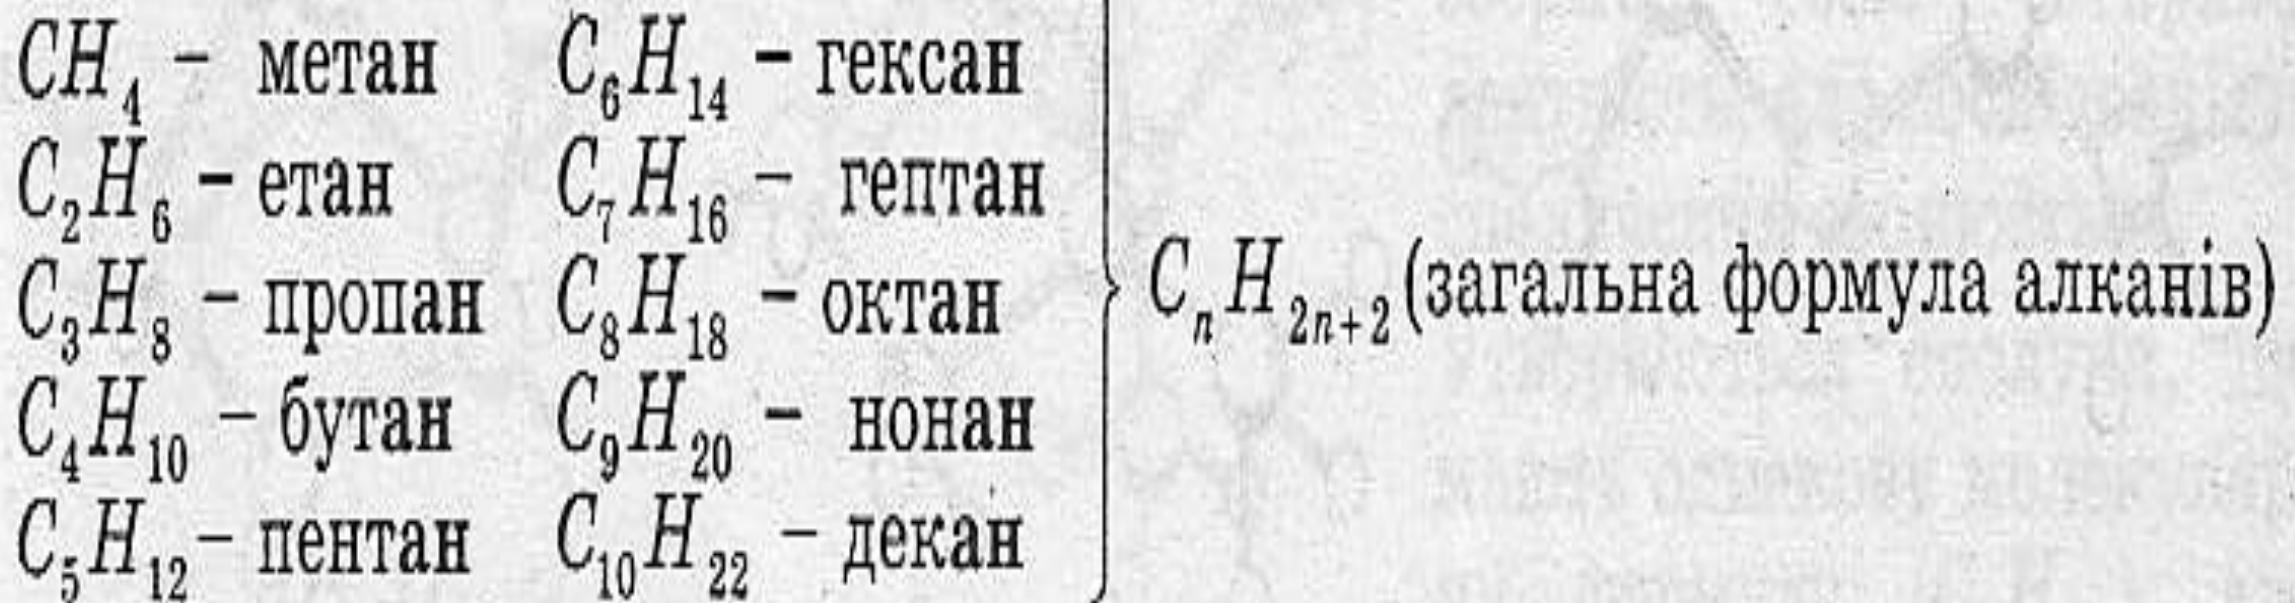 CH₄ – метан C₆H₁₄ – гексан
C₂H₆ – етан C₇H₁₆ – гептан
C₃H₈ – пропан C₈H₁₈ – октан CₙH₂ₙ₊₂ (загальна формула алканів)
C₄H₁₀ – бутан C₉H₂₀ – нонан
C₅H₁₂ – пентан C₁₀H₂₂ – декан